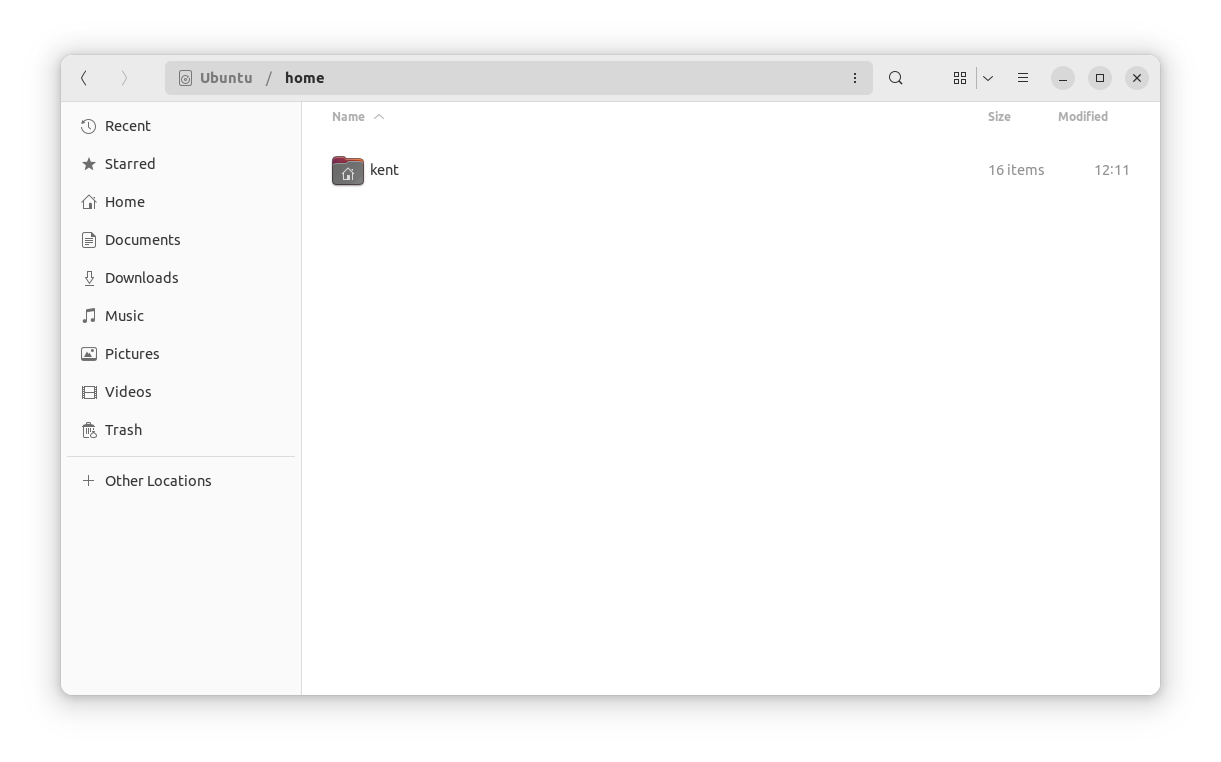 Ubuntu / home
Recent
Starred
Home
Documents
Downloads
Music
Pictures
Videos
Trash
Other Locations
Name Size Modified
kent 16 items 12:11